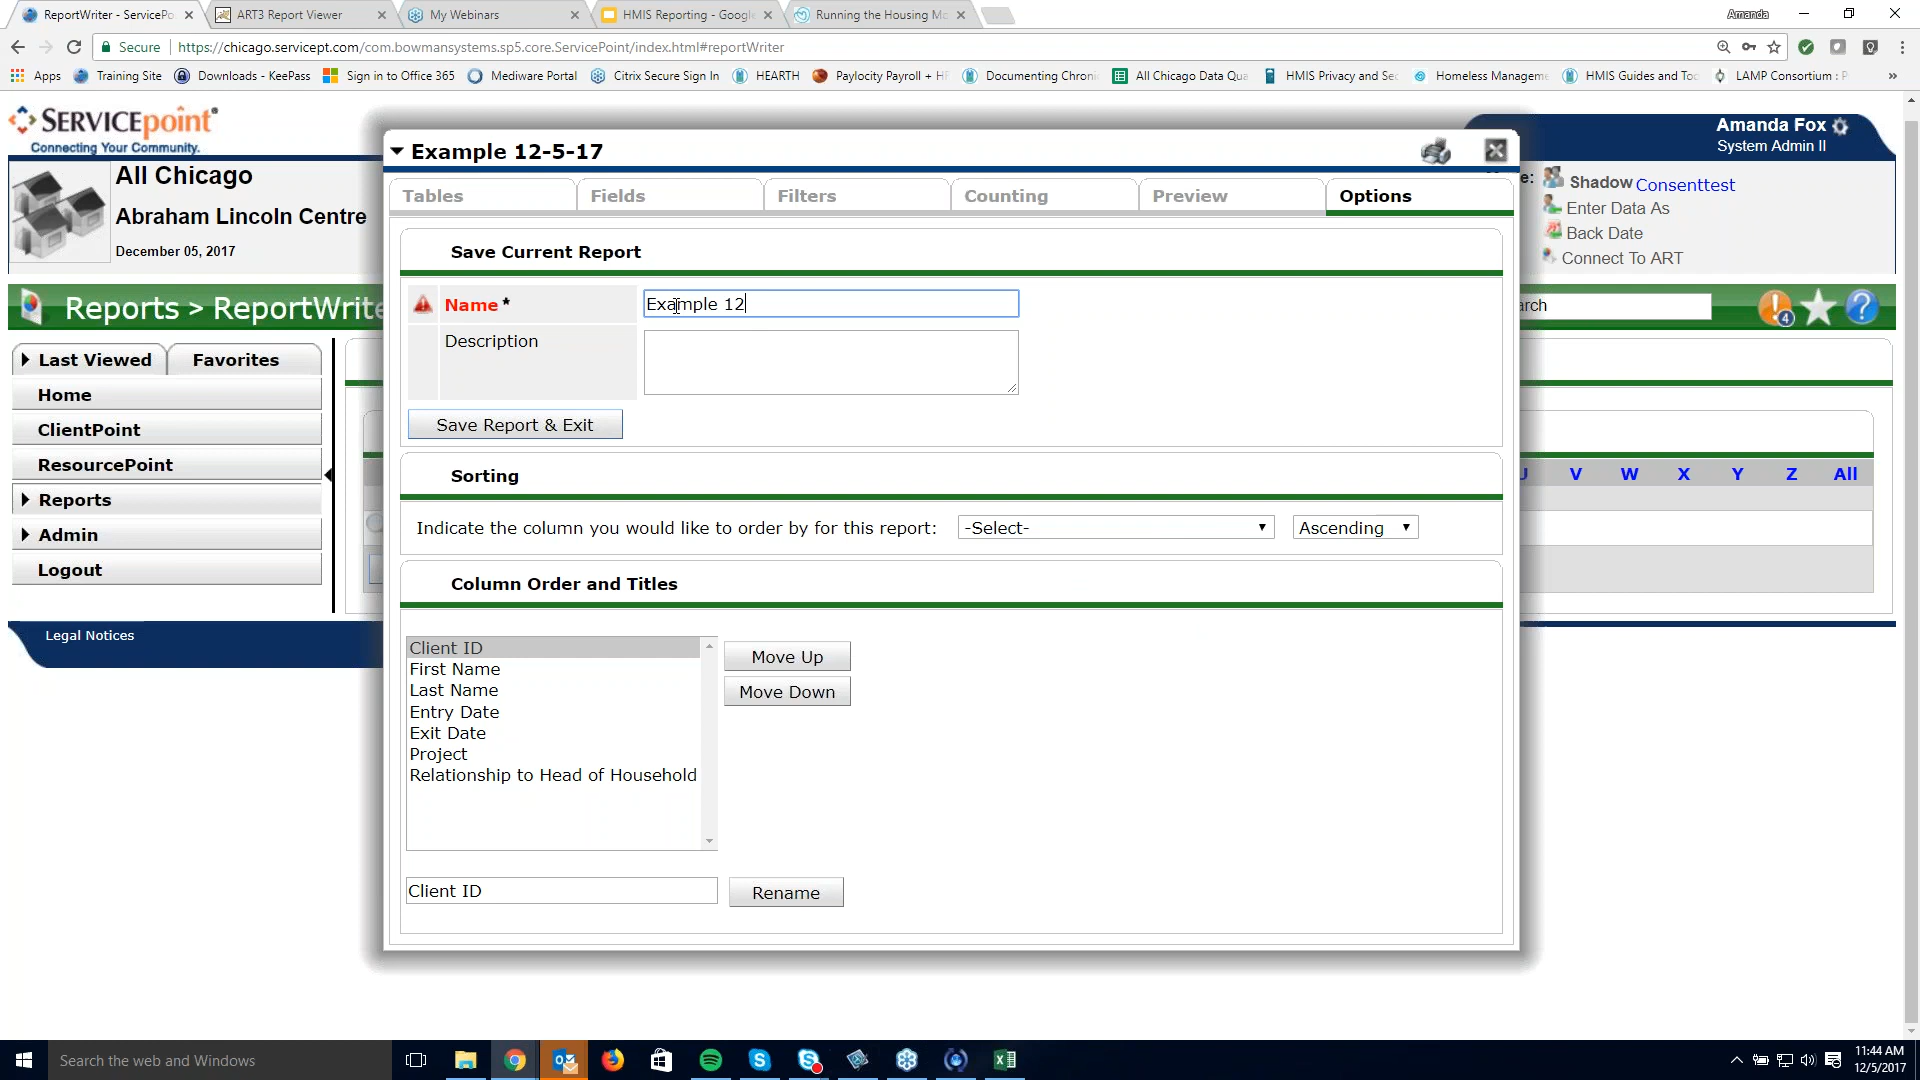 ReportWriter - ServicePo
ART3 Report Viewer
My Webinars
HMIS Reporting - Google
Running the Housing Mo
Amanda
Secure
https://chicago.servicept.com/com.bowmansystems.sp5.core.ServicePoint/index.html#reportWriter
Apps
Training Site
Downloads - KeePass
Sign in to Office 365
Mediware Portal
Citrix Secure Sign In
HEARTH
Paylocity Payroll + H
Documenting Chroni
All Chicago Data Qua
HMIS Privacy and Sec
Homeless Manageme
HMIS Guides and Too
LAMP Consortium : P
»
SERVICEpoint®
Connecting Your Community.
All Chicago
Abraham Lincoln Centre
December 05, 2017
Amanda Fox
System Admin II
e:
Shadow Consenttest
Enter Data As
Back Date
Connect To ART
Reports > ReportWrite
arch
4
?
Last Viewed
Favorites
Home
ClientPoint
ResourcePoint
Reports
Admin
Logout
Legal Notices
Example 12-5-17
Tables
Fields
Filters
Counting
Preview
Options
Save Current Report
Name *
Example 12
Description
Save Report & Exit
Sorting
Indicate the column you would like to order by for this report:
-Select-
Ascending
Column Order and Titles
Client ID
First Name
Last Name
Entry Date
Exit Date
Project
Relationship to Head of Household
Move Up
Move Down
Client ID
Rename
U V W X Y Z All
Search the web and Windows
11:44 AM
12/5/2017